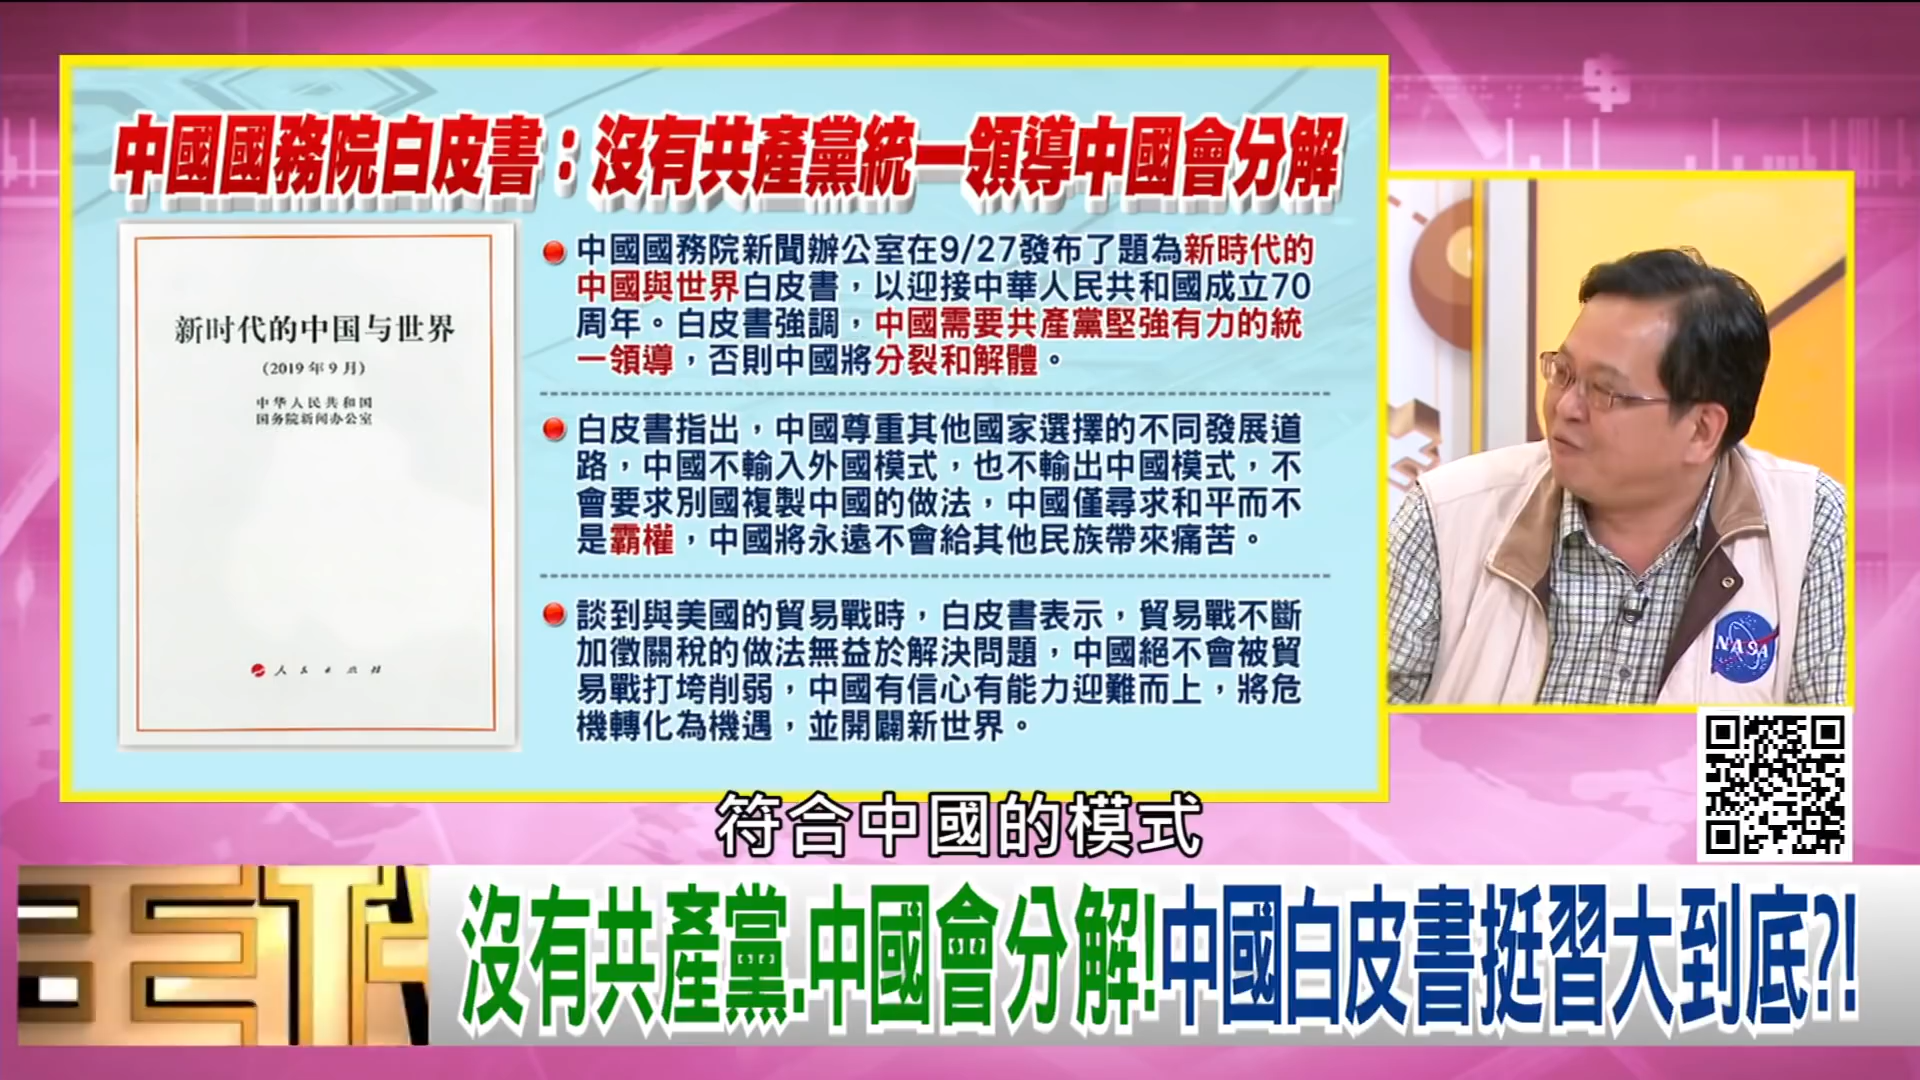 中國國務院白皮書：沒有共產黨統一領導中國會分解
新时代的中国与世界
(2019年9月)
中华人民共和国
国务院新闻办公室
人民出版社
中國國務院新聞辦公室在9/27發布了題為新時代的
中國與世界白皮書，以迎接中華人民共和國成立70
周年。白皮書強調，中國需要共產黨堅強有力的統
一領導，否則中國將分裂和解體。
白皮書指出，中國尊重其他國家選擇的不同發展道
路，中國不輸入外國模式，也不輸出中國模式，不
會要求別國複製中國的做法，中國僅尋求和平而不
是霸權，中國將永遠不會給其他民族帶來痛苦。
談到與美國的貿易戰時，白皮書表示，貿易戰不斷
加徵關稅的做法無益於解決問題，中國絕不會被貿
易戰打垮削弱，中國有信心有能力迎難而上，將危
機轉化為機遇，並開闢新世界。
NASA
符合中國的模式
沒有共產黨.中國會分解!中國白皮書挺習大到底?!